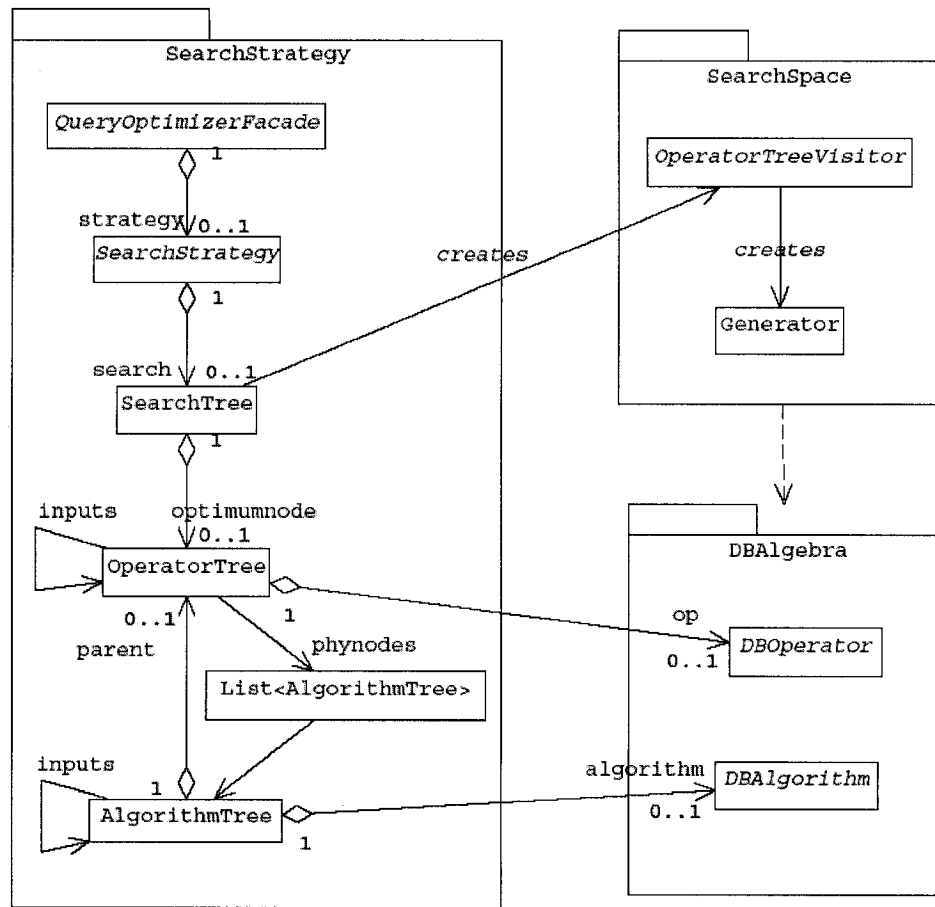 SearchStrategy
QueryOptimizerFacade
1
strategy
0..1
SearchStrategy
1
search
0..1
SearchTree
1
inputs
optimumnode
0..1
OperatorTree
1
0..1
parent
phynodes
List<AlgorithmTree>
inputs
1
AlgorithmTree
1
creates
SearchSpace
OperatorTreeVisitor
creates
Generator
DBAlgebra
op
0..1
DBOperator
algorithm
0..1
DBAlgorithm